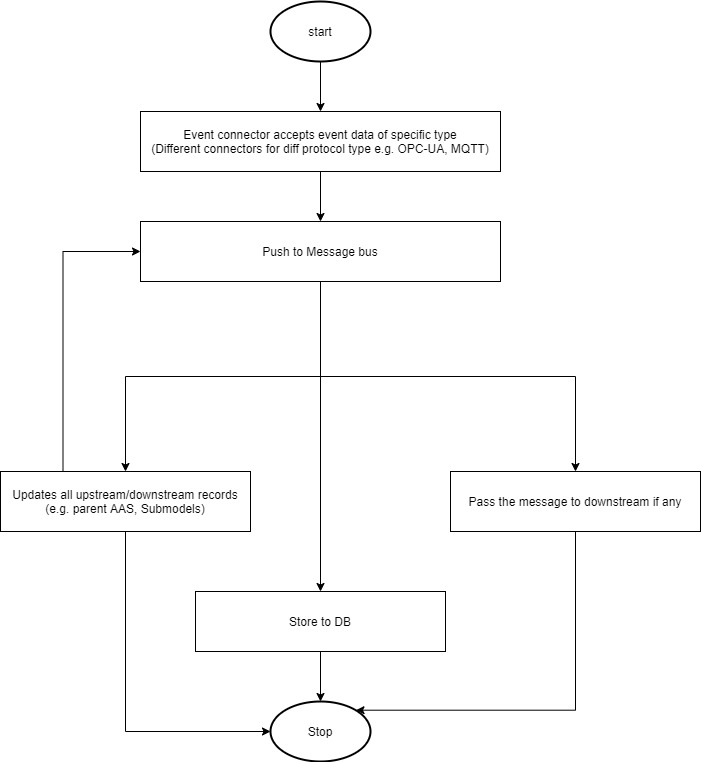 start
Event connector accepts event data of specific type
(Different connectors for diff protocol type e.g. OPC-UA, MQTT)
Push to Message bus
Updates all upstream/downstream records
(e.g. parent AAS, Submodels)
Pass the message to downstream if any
Store to DB
Stop